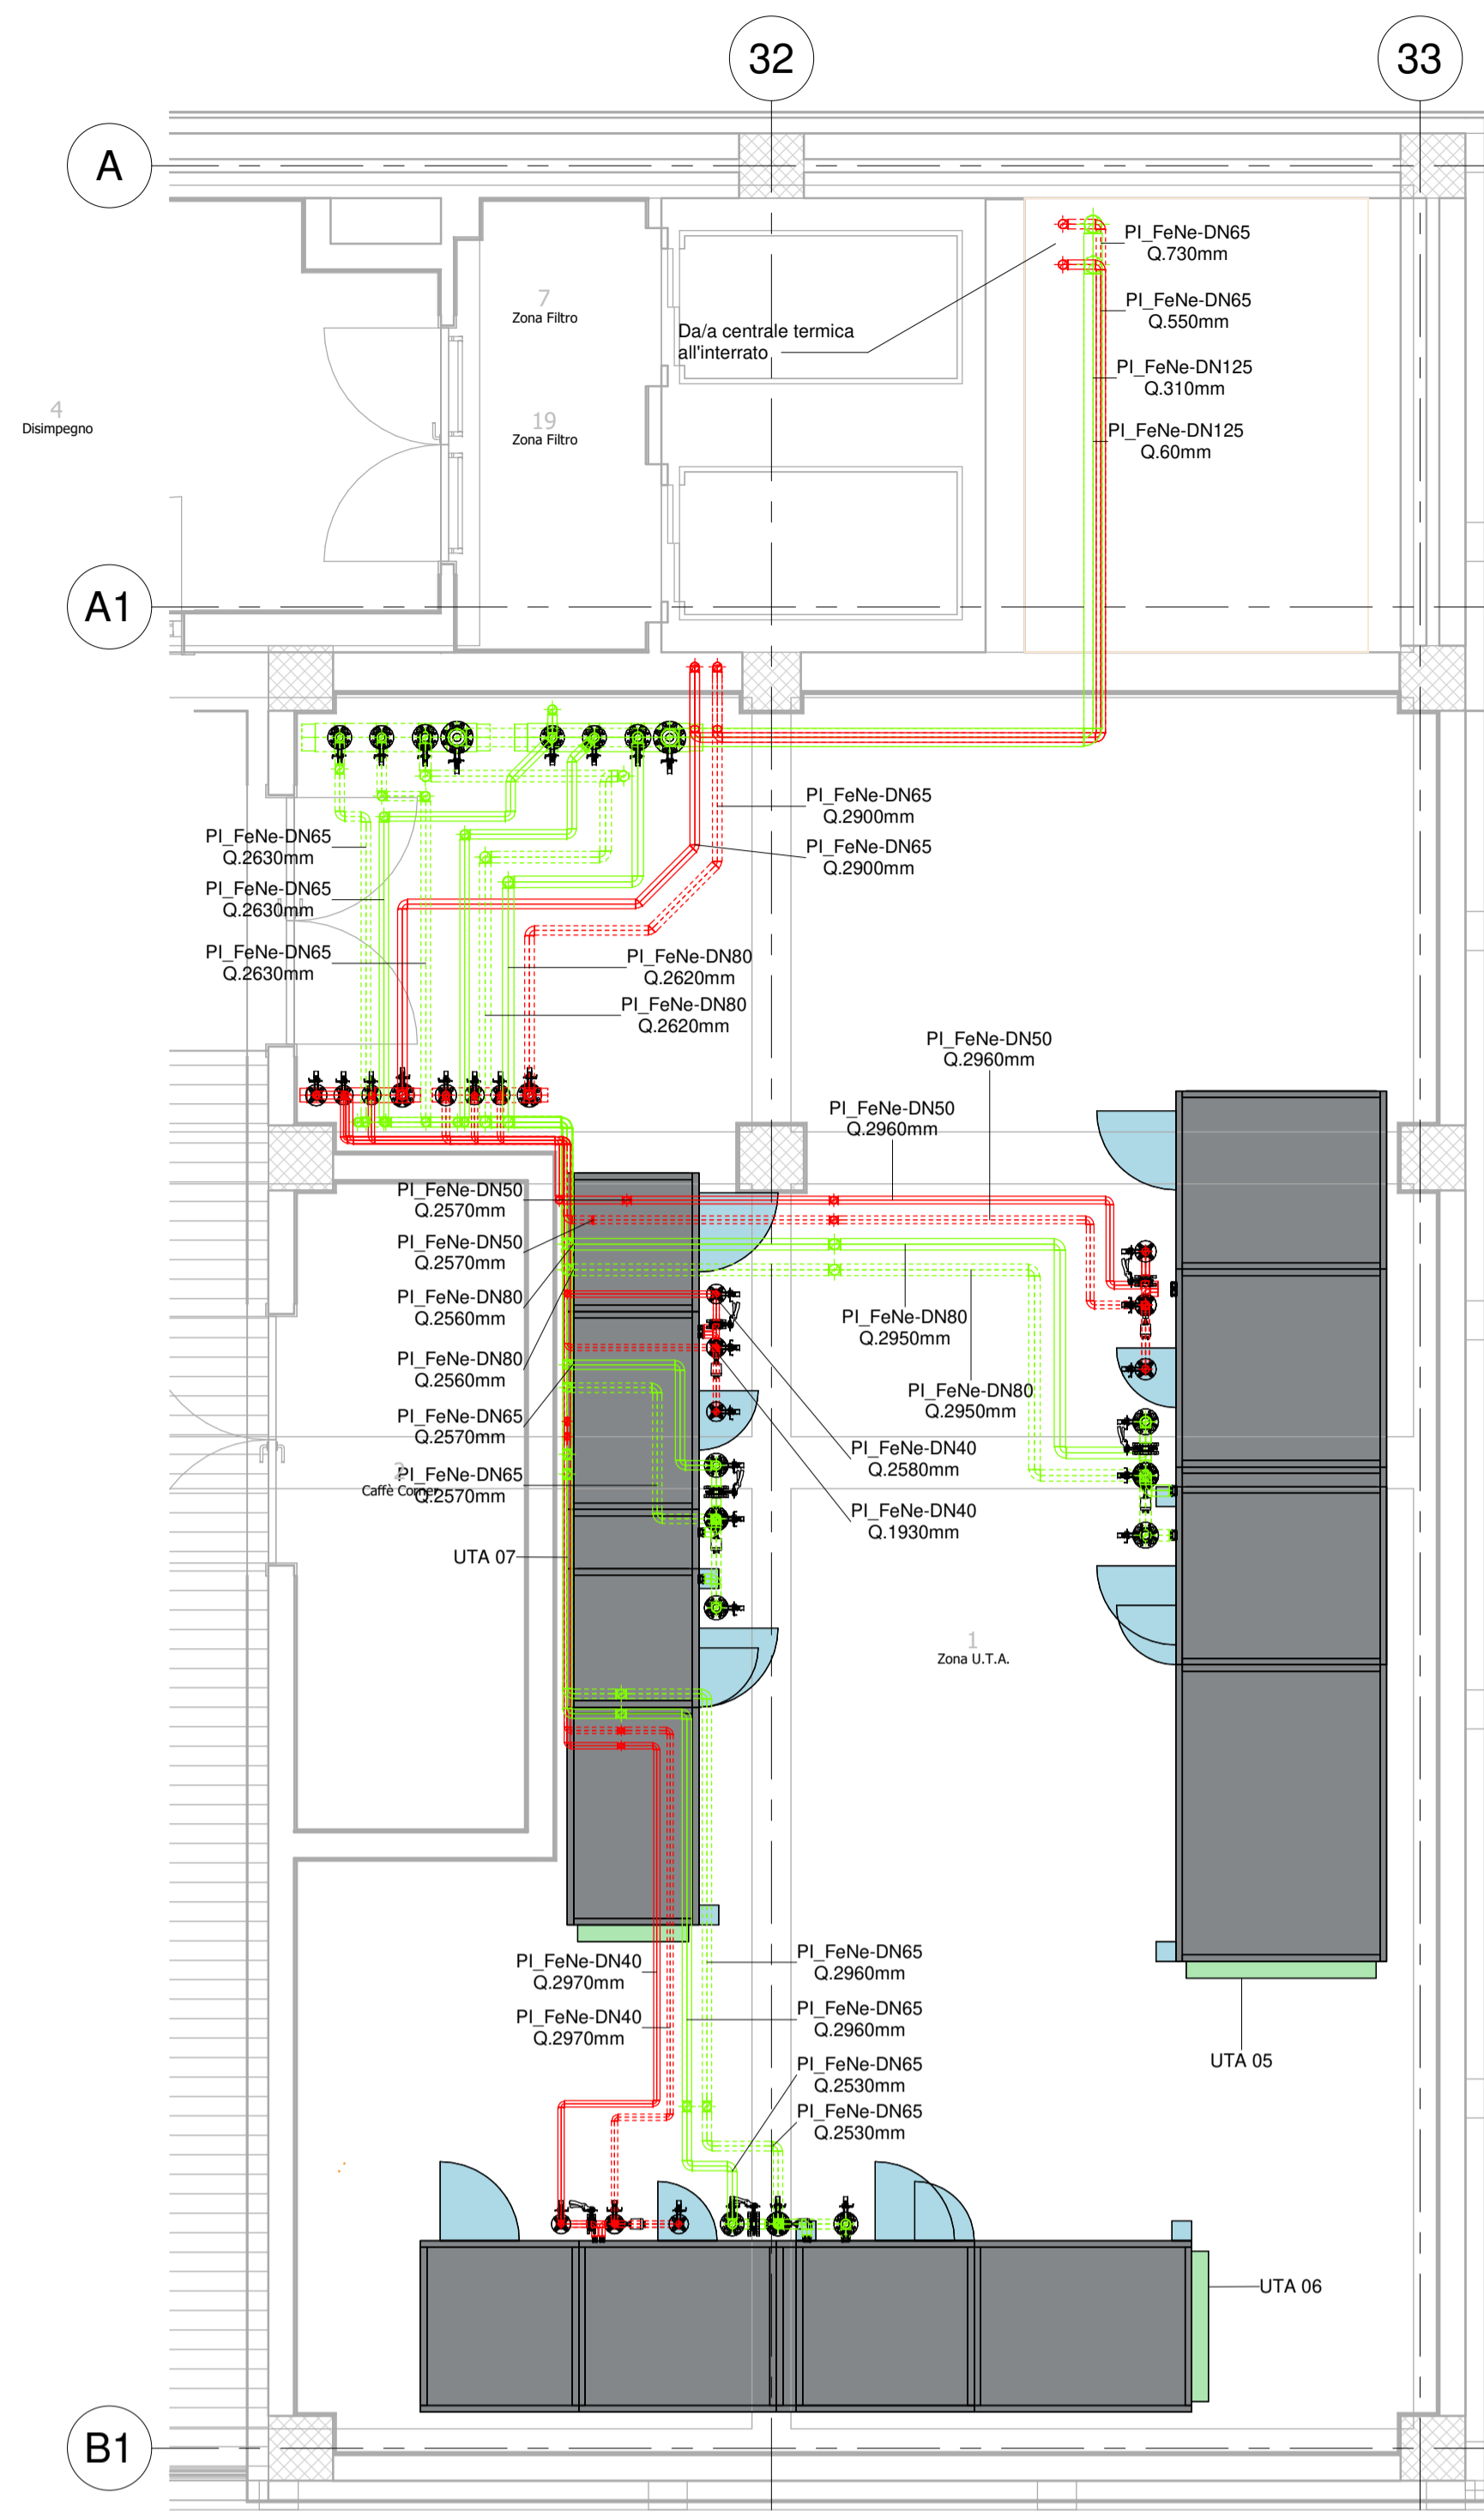 32
33
A
PI_FeNe-DN65
Q.730mm
7
Zona Filtro
PI_FeNe-DN65
Q.550mm
Da/a centrale termica
all'interrato
PI_FeNe-DN125
Q.310mm
4
Disimpegno
19
Zona Filtro
PI_FeNe-DN125
Q.60mm
A1
PI_FeNe-DN65
Q.2900mm
PI_FeNe-DN65
Q.2630mm
PI_FeNe-DN65
Q.2900mm
PI_FeNe-DN65
Q.2630mm
PI_FeNe-DN65
Q.2630mm
PI_FeNe-DN80
Q.2620mm
PI_FeNe-DN80
Q.2620mm
PI_FeNe-DN50
Q.2960mm
PI_FeNe-DN50
Q.2960mm
PI_FeNe-DN50
Q.2570mm
PI_FeNe-DN50
Q.2570mm
PI_FeNe-DN80
Q.2560mm
PI_FeNe-DN80
Q.2950mm
PI_FeNe-DN80
Q.2560mm
PI_FeNe-DN80
Q.2950mm
PI_FeNe-DN65
Q.2570mm
PI_FeNe-DN40
Q.2580mm
2
Caffè Corner
PI_FeNe-DN65
Q.2570mm
PI_FeNe-DN40
Q.1930mm
UTA 07
1
Zona U.T.A.
PI_FeNe-DN40
Q.2970mm
PI_FeNe-DN65
Q.2960mm
PI_FeNe-DN40
Q.2970mm
PI_FeNe-DN65
Q.2960mm
UTA 05
PI_FeNe-DN65
Q.2530mm
PI_FeNe-DN65
Q.2530mm
UTA 06
B1